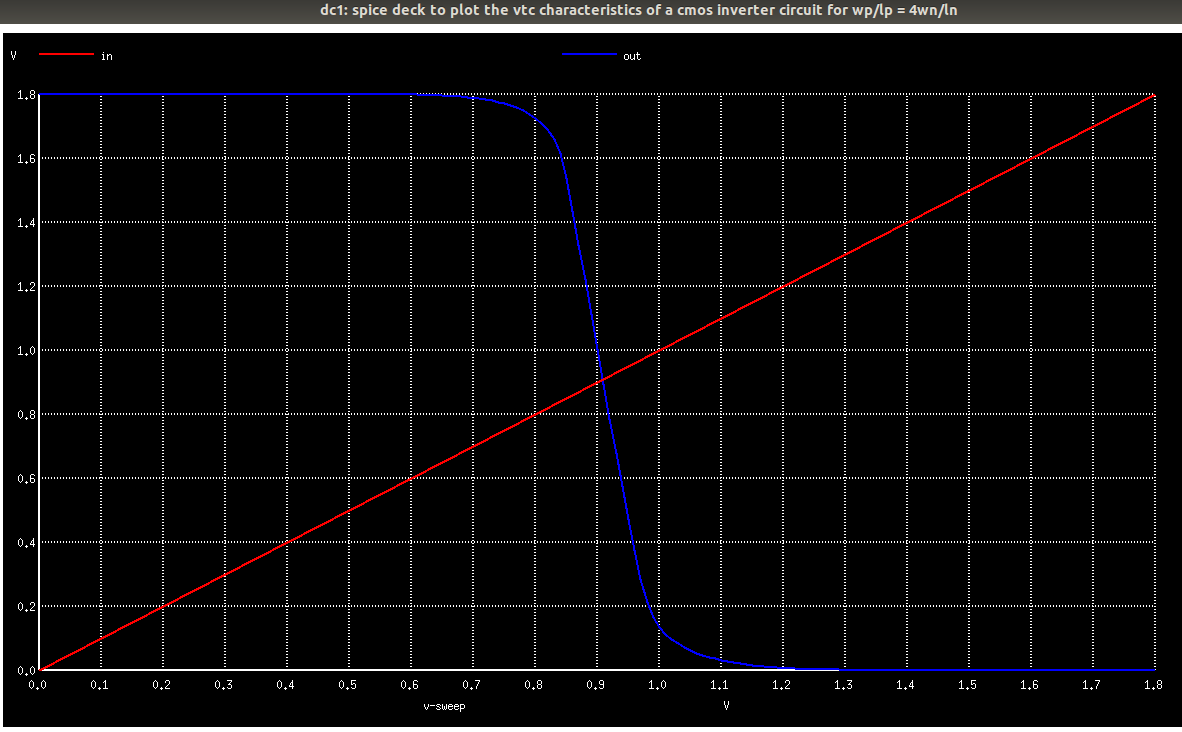 dc1: spice deck to plot the vtc characteristics of a cmos inverter circuit for wp/lp = 4wn/ln
V in out
1.8
1.6
1.4
1.2
1.0
0.8
0.6
0.4
0.2
0.0
0.0 0.1 0.2 0.3 0.4 0.5 0.6 0.7 0.8 0.9 1.0 1.1 1.2 1.3 1.4 1.5 1.6 1.7 1.8
v-sweep V